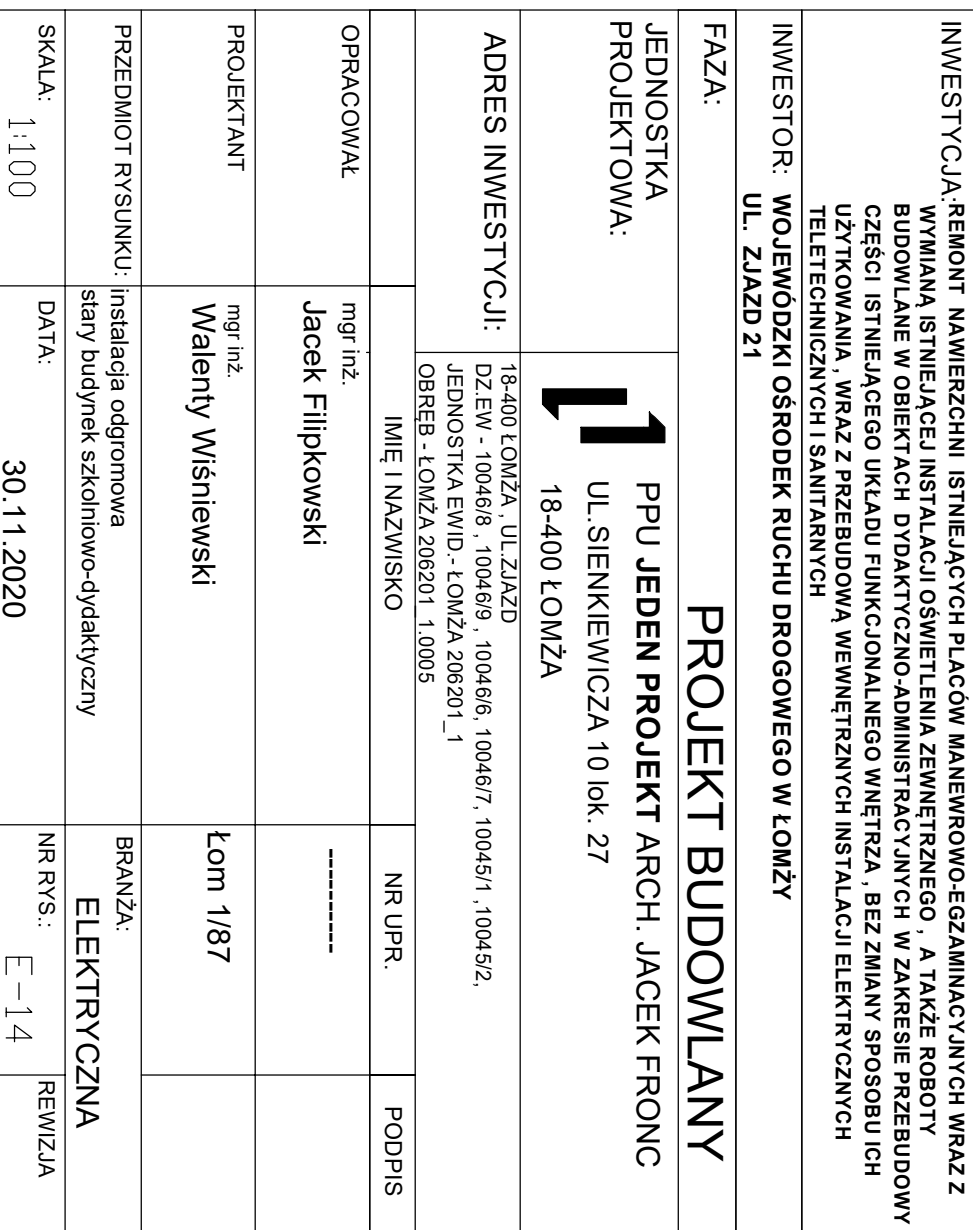 INWESTYCJA: REMONT NAWIERZCHNI ISTNIEJĄCYCH PLACÓW MANEWROWO-EGZAMINACYJNYCH WRAZ Z
WYMIANĄ ISTNIEJĄCEJ INSTALACJI OŚWIETLENIA ZEWNĘTRZNEGO , A TAKŻE ROBOTY
BUDOWLANE W OBIEKTACH DYDAKTYCZNO-ADMINISTRACYJNYCH W ZAKRESIE PRZEBUDOWY
CZĘŚCI ISTNIEJĄCEGO UKŁADU FUNKCJONALNEGO WNĘTRZA , BEZ ZMIANY SPOSOBU ICH
UŻYTKOWANIA , WRAZ Z PRZEBUDOWĄ WEWNĘTRZNYCH INSTALACJI ELEKTRYCZNYCH
TELETECHNICZNYCH I SANITARNYCH
INWESTOR: WOJEWÓDZKI OŚRODEK RUCHU DROGOWEGO W ŁOMŻY
UL. ZJAZD 21
FAZA: PROJEKT BUDOWLANY
JEDNOSTKA
PROJEKTOWA:
PPU JEDEN PROJEKT ARCH. JACEK FRONC
UL.SIENKIEWICZA 10 lok. 27
18-400 ŁOMŻA
ADRES INWESTYCJI:
18-400 ŁOMŻA , UL.ZJAZD
DZ.EW - 10046/8 , 10046/9 , 10046/6, 10046/7, 10045/1 ,10045/2,
JEDNOSTKA EWID.- ŁOMŻA 206201_1
OBRĘB - ŁOMŻA 206201_1.0005
IMIĘ I NAZWISKO NR UPR. PODPIS
OPRACOWAŁ mgr inż.
Jacek Filipkowski ----------
PROJEKTANT mgr inż.
Walenty Wiśniewski Łom 1/87
PRZEDMIOT RYSUNKU: instalacja odgromowa
stary budynek szkolniowo-dydaktyczny
BRANŻA:
ELEKTRYCZNA
SKALA: 1:100 DATA: 30.11.2020 NR RYS.: E-14 REWIZJA